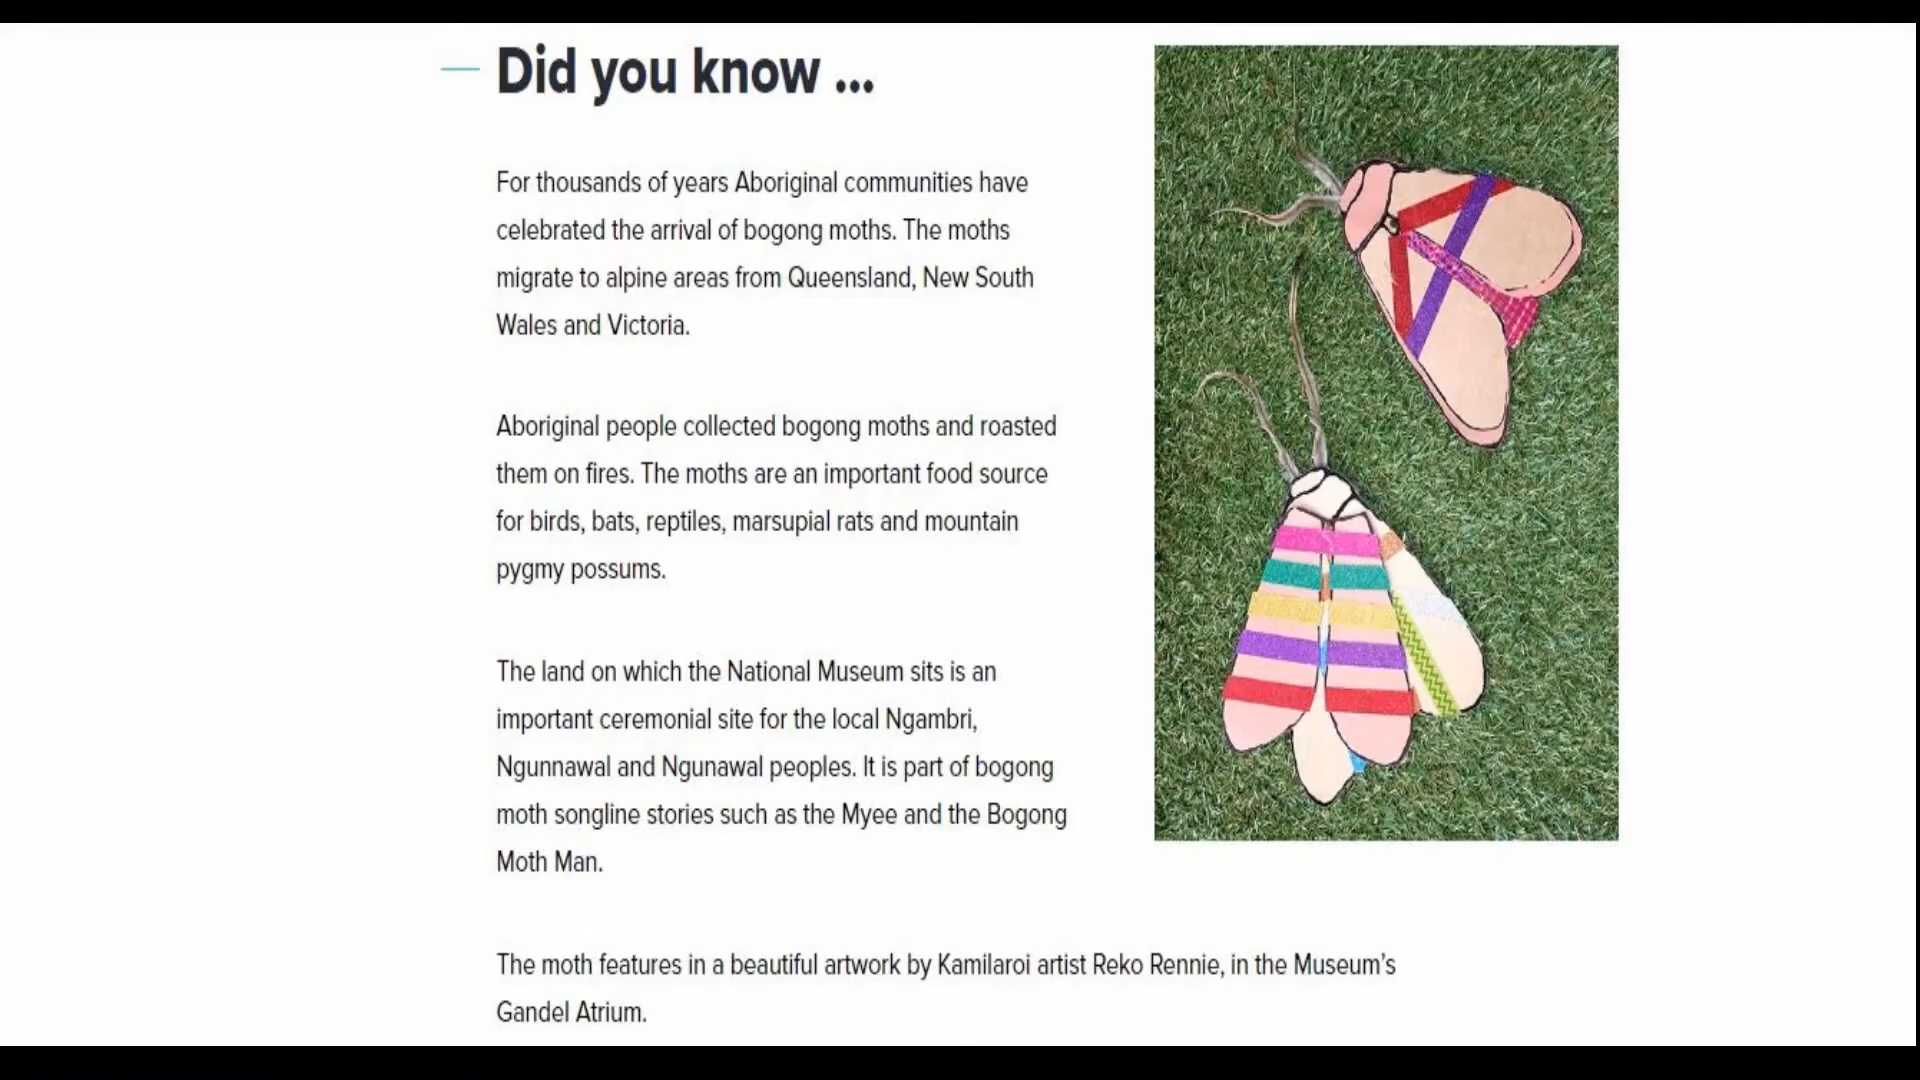 Did you know ...
For thousands of years Aboriginal communities have
celebrated the arrival of bogong moths. The moths
migrate to alpine areas from Queensland, New South
Wales and Victoria.
Aboriginal people collected bogong moths and roasted
them on fires. The moths are an important food source
for birds, bats, reptiles, marsupial rats and mountain
pygmy possums.
The land on which the National Museum sits is an
important ceremonial site for the local Ngambri,
Ngunnawal and Ngunawal peoples. It is part of bogong
moth songline stories such as the Myee and the Bogong
Moth Man.
The moth features in a beautiful artwork by Kamilaroi artist Reko Rennie, in the Museum’s
Gandel Atrium.